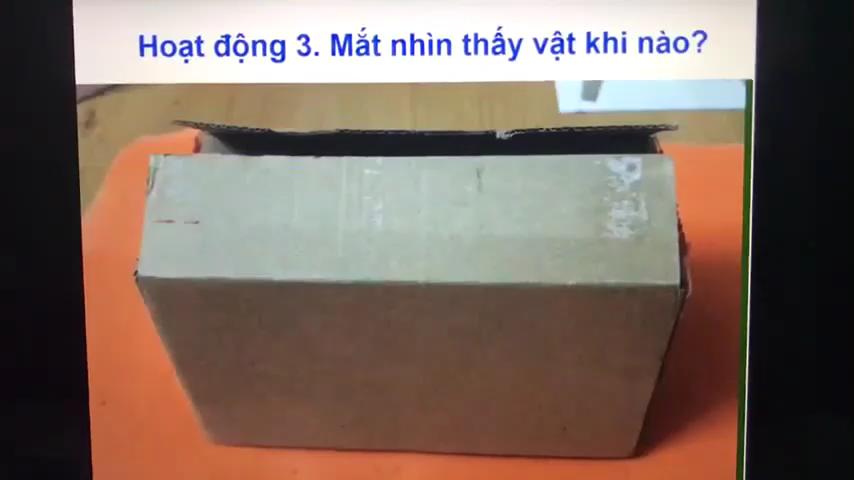 Hoạt động 3. Mắt nhìn thấy vật khi nào?